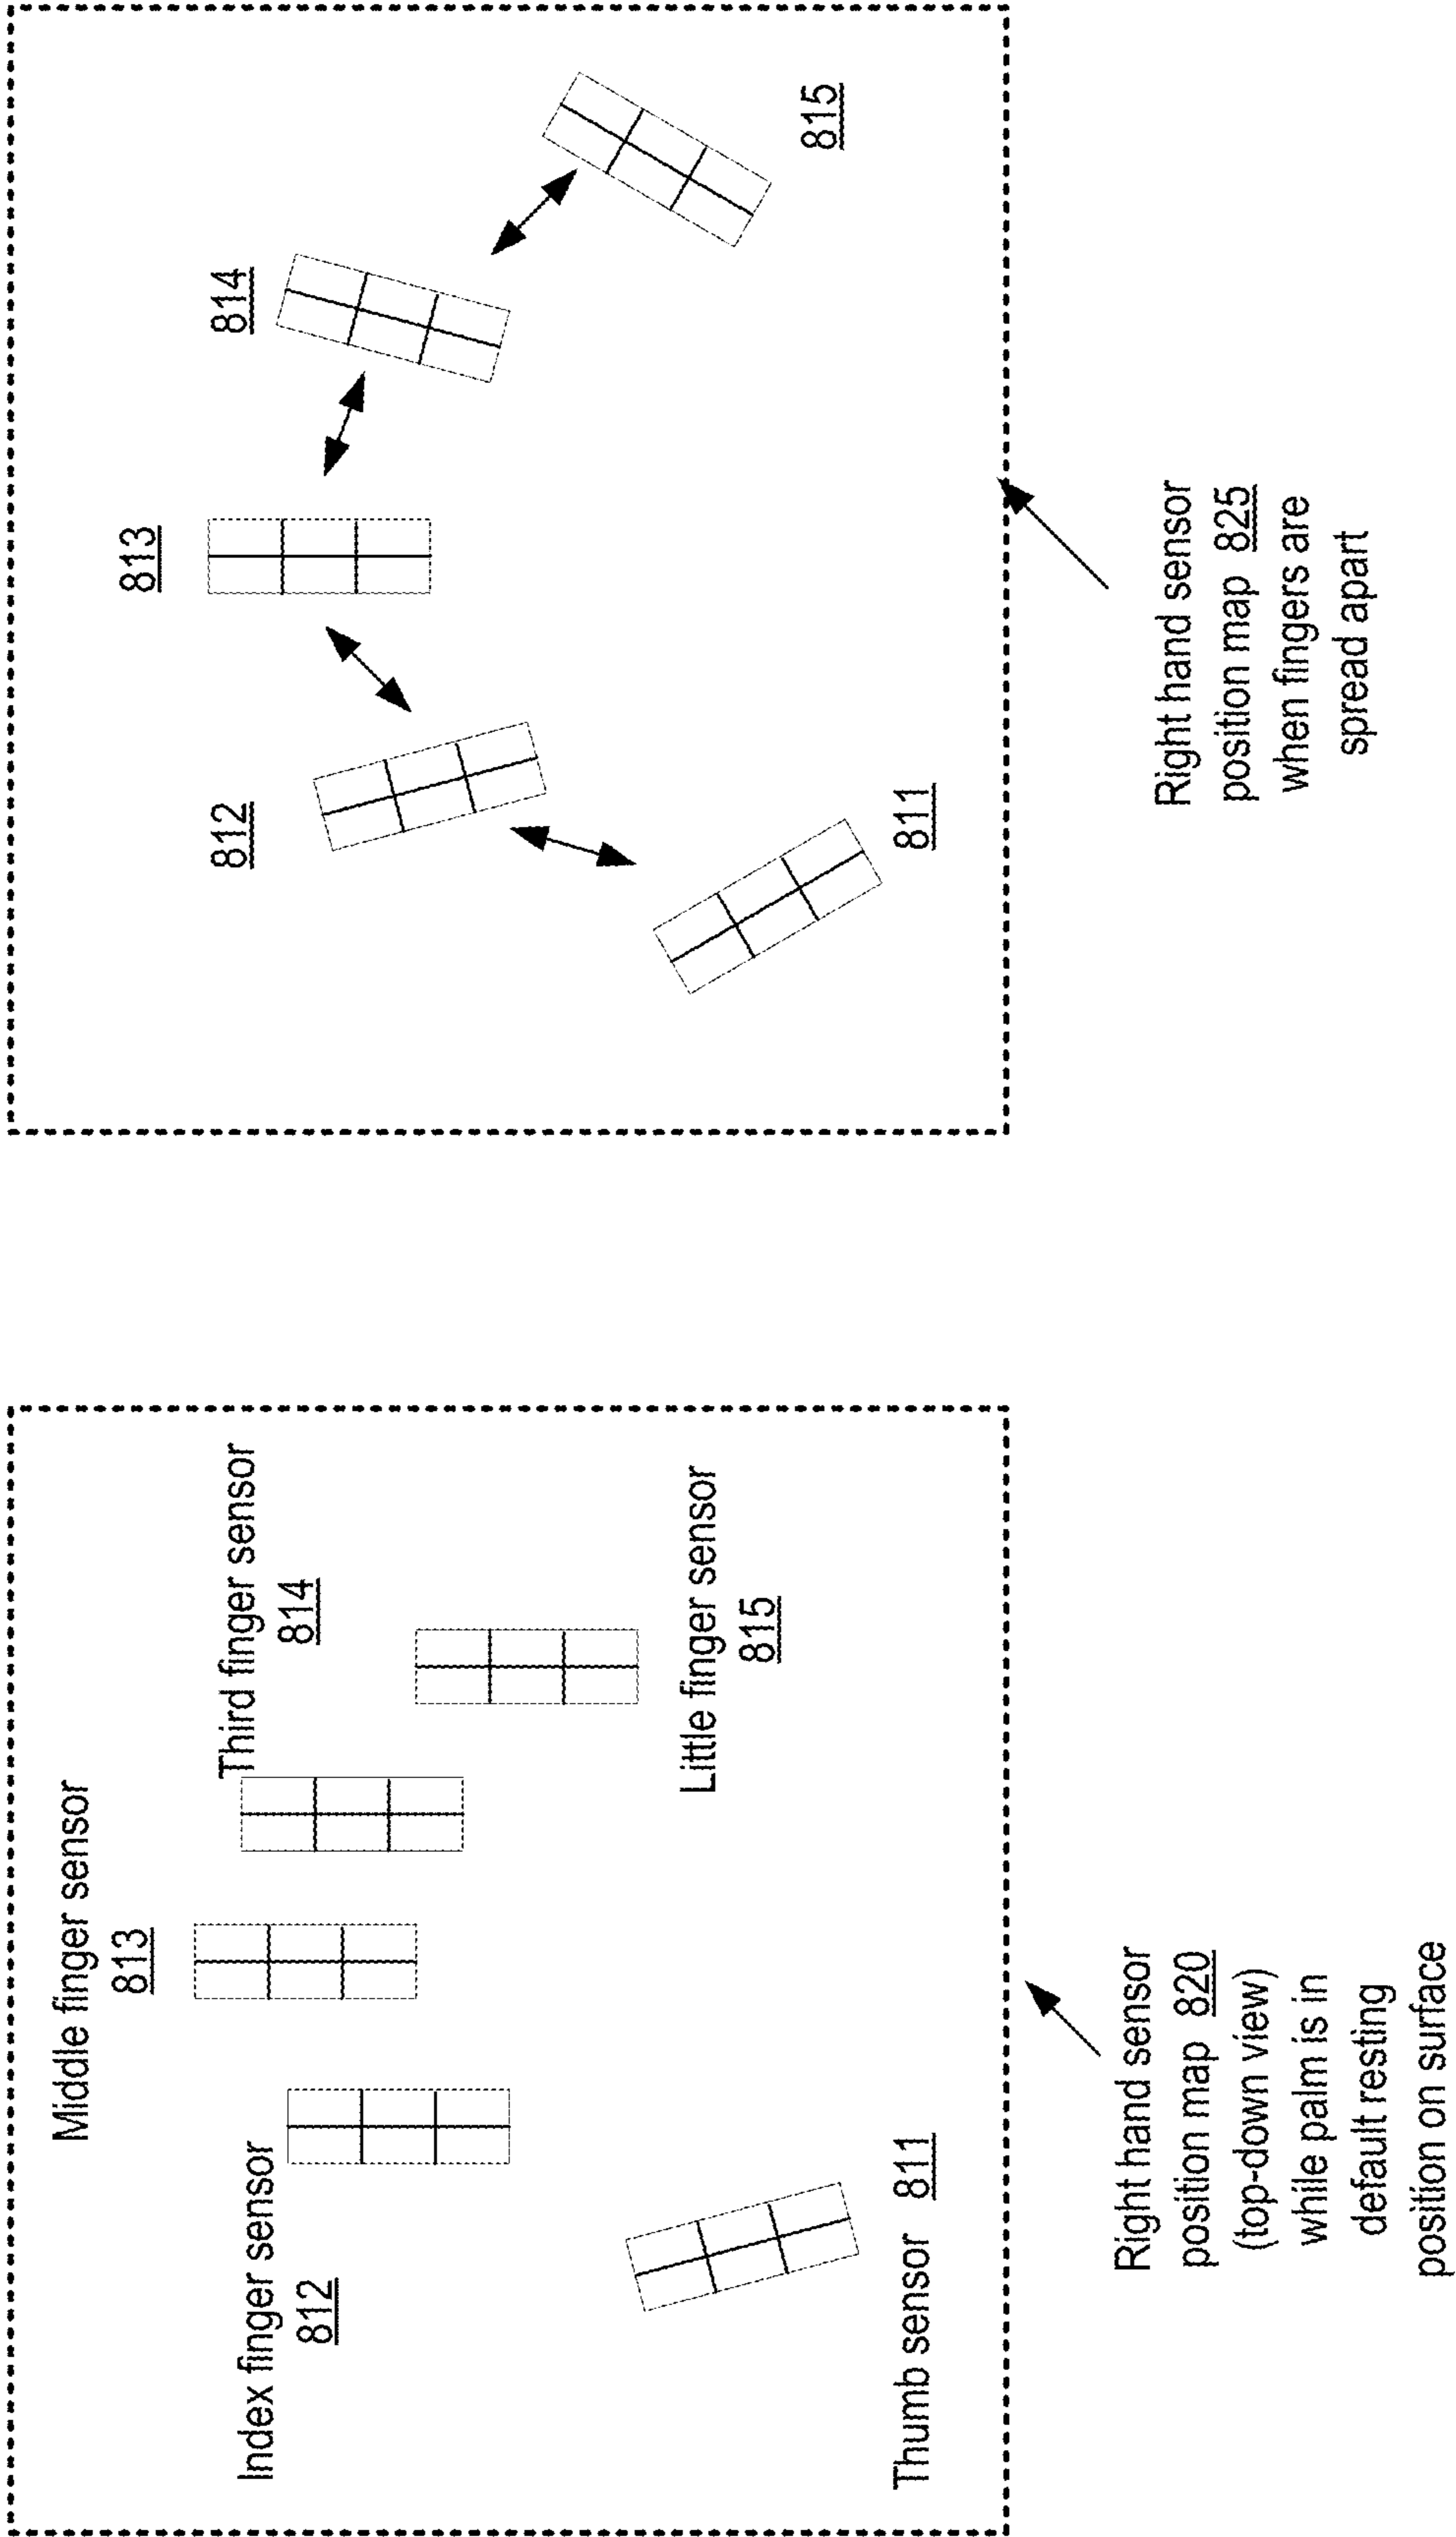 Middle finger sensor
813
Index finger sensor
812
Third finger sensor
814
Little finger sensor
815
Thumb sensor 811
Right hand sensor
position map 820
(top-down view)
while palm is in
default resting
position on surface
813
812
814
815
811
Right hand sensor
position map 825
when fingers are
spread apart